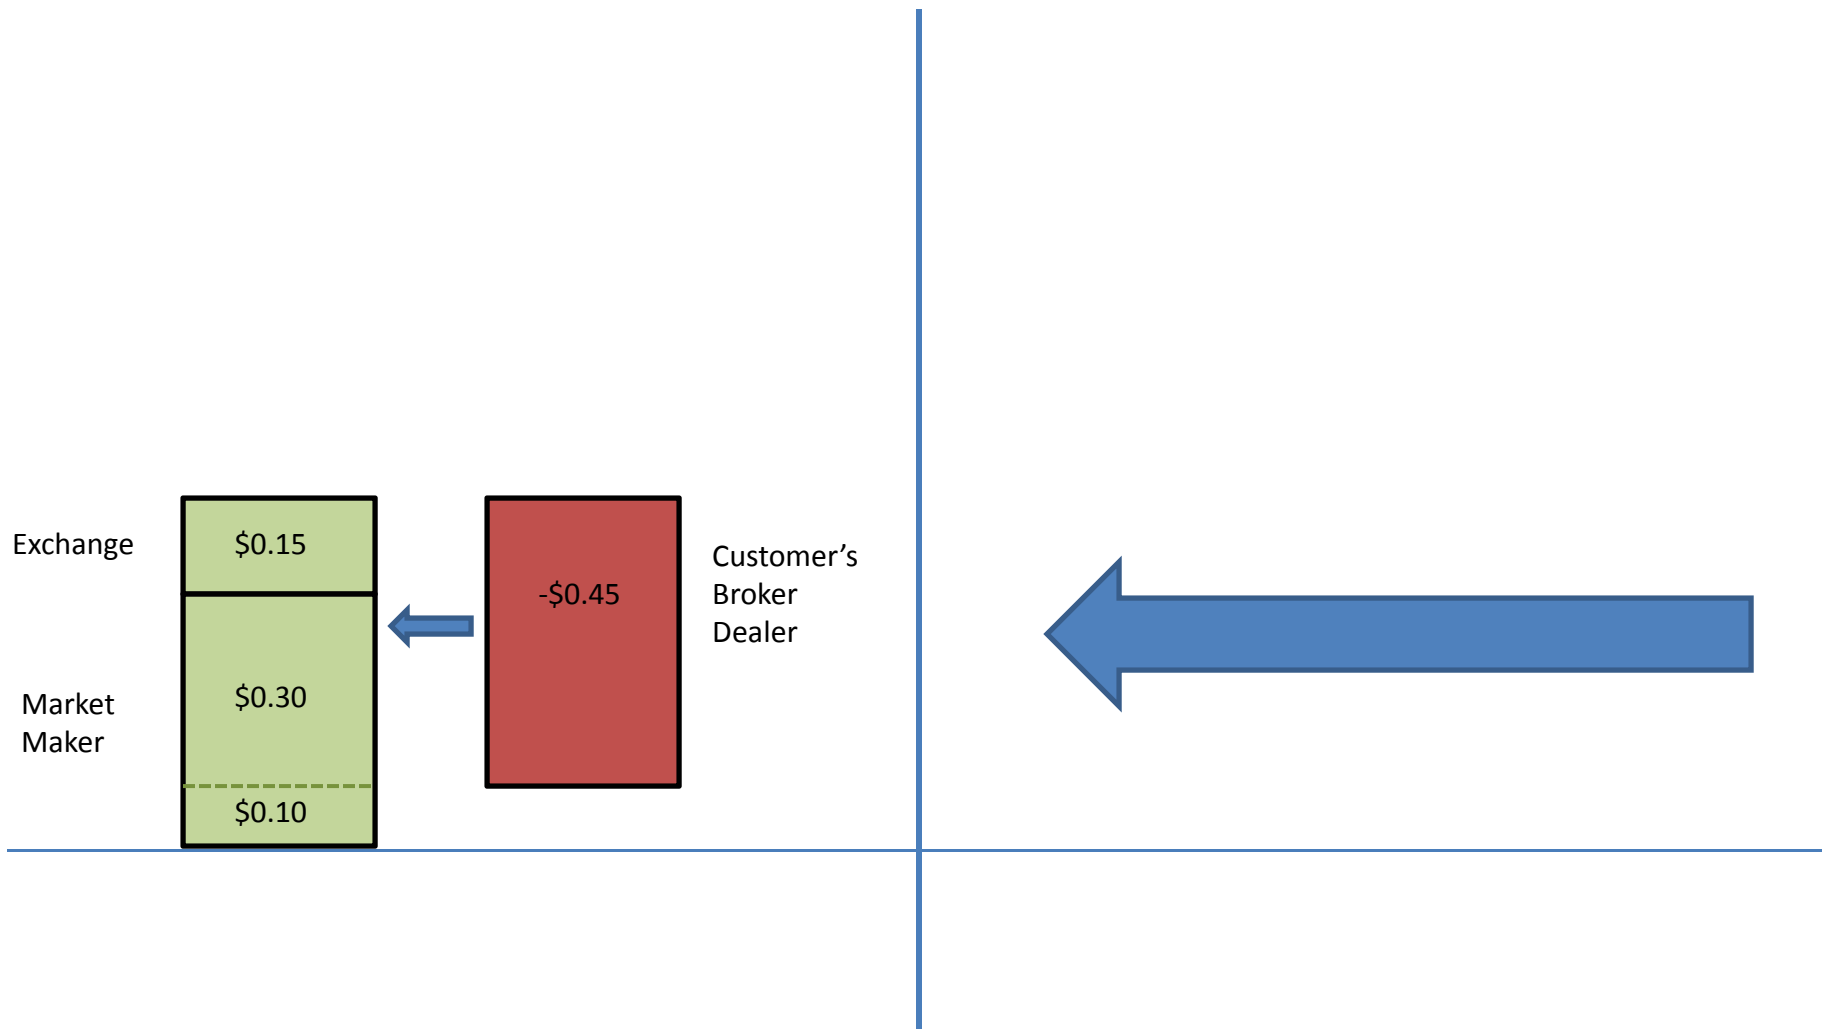 Exchange
$0.15
Market
Maker
$0.30
$0.10
-$0.45
Customer’s
Broker
Dealer